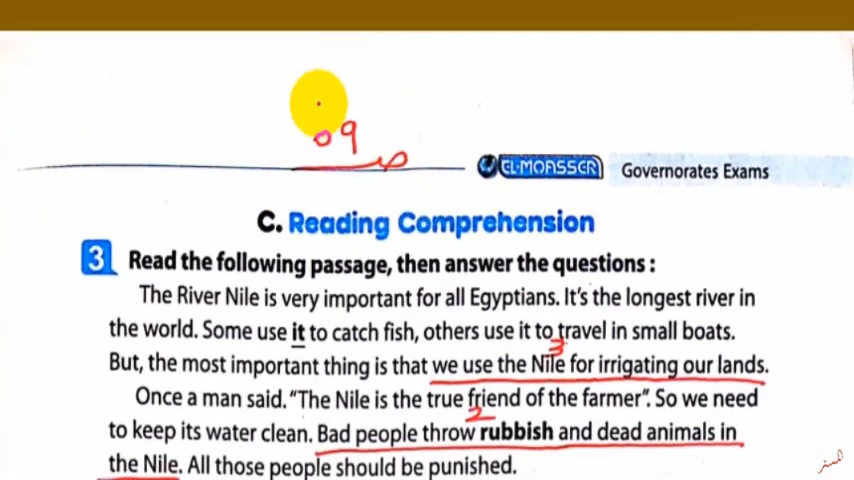 ص ٥٩
EL-MOASSER Governorates Exams
C. Reading Comprehension
3 Read the following passage, then answer the questions :
The River Nile is very important for all Egyptians. It's the longest river in
the world. Some use it to catch fish, others use it to travel in small boats.
3
But, the most important thing is that we use the Nile for irrigating our lands.
Once a man said. "The Nile is the true friend of the farmer". So we need
2
to keep its water clean. Bad people throw rubbish and dead animals in
the Nile. All those people should be punished.